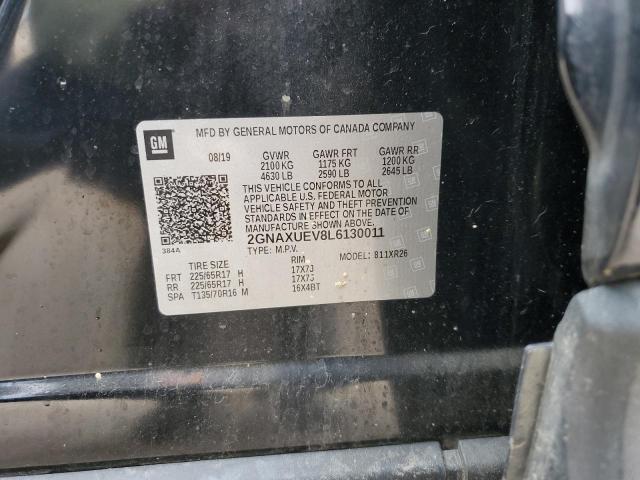 MFD BY GENERAL MOTORS OF CANADA COMPANY
GM
08/19 GVWR GAWR FRT GAWR RR
2100 KG 1175 KG 1200 KG
4630 LB 2590 LB 2645 LB
THIS VEHICLE CONFORMS TO ALL
APPLICABLE U.S. FEDERAL MOTOR
VEHICLE SAFETY AND THEFT
PREVENTION STANDARDS IN
EFFECT ON THE DATE OF
MANUFACTURE SHOWN ABOVE.
384A
2GNAXUEV8L6130011
TYPE: M.P.V. MODEL: 811XR26
TIRE SIZE RIM
FRT 225/65R17 H 17X7J
RR 225/65R17 H 17X7J
SPA T135/70R16 M 16X4BT